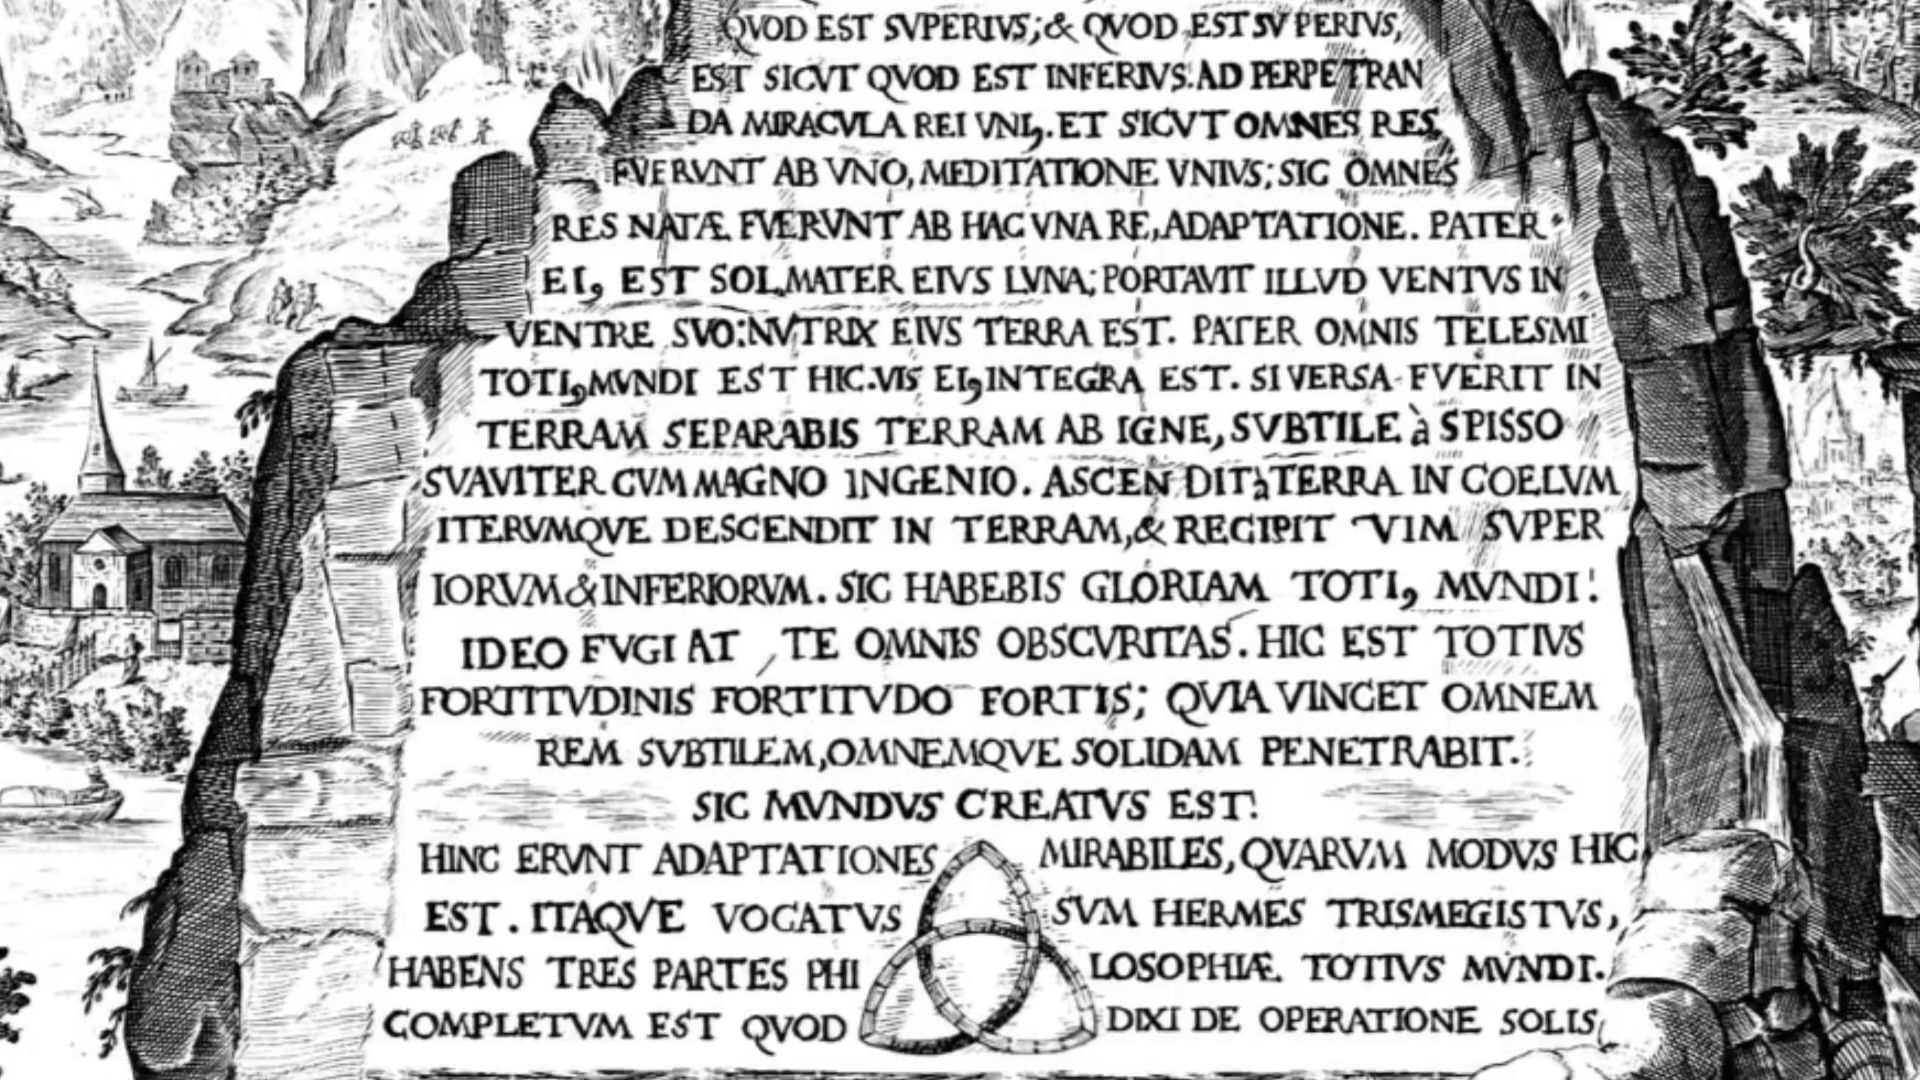 QVOD EST SVPERIVS; & QVOD EST SVPERIVS,
EST SICVT QVOD EST INFERIVS. AD PERPETRAN
DA MIRACVLA REI VNIꝰ. ET SICVT OMNES RES
FVERVNT AB VNO, MEDITATIONE VNIVS; SIC OMNES
RES NATÆ FVERVNT AB HAC VNA RE, ADAPTATIONE. PATER
EIꝰ EST SOL, MATER EIVS LVNA; PORTAVIT ILLVD VENTVS IN
VENTRE SVO: NVTRIX EIVS TERRA EST. PATER OMNIS TELESMI
TOTIꝰ MVNDI EST HIC. VIS EIꝰ INTEGRA EST. SI VERSA FVERIT IN
TERRAM SEPARABIS TERRAM AB IGNE, SVBTILE à SPISSO
SVAVITER CVM MAGNO INGENIO. ASCENDIT à TERRA IN COELVM
ITERVMQVE DESCENDIT IN TERRAM, & RECIPIT VIM SVPER
IORVM & INFERIORVM. SIC HABEBIS GLORIAM TOTIꝰ MVNDI.
IDEO FVGIAT TE OMNIS OBSCVRITAS. HIC EST TOTIVS
FORTITVDINIS FORTITVDO FORTIS; QVIA VINCET OMNEM
REM SVBTILEM, OMNEMQVE SOLIDAM PENETRABIT.
SIC MVNDVS CREATVS EST.
HINC ERVNT ADAPTATIONES MIRABILES, QVARVM MODVS HIC
EST. ITAQVE VOCATVS SVM HERMES TRISMEGISTVS,
HABENS TRES PARTES PHI LOSOPHIÆ TOTIVS MVNDI.
COMPLETVM EST QVOD DIXI DE OPERATIONE SOLIS